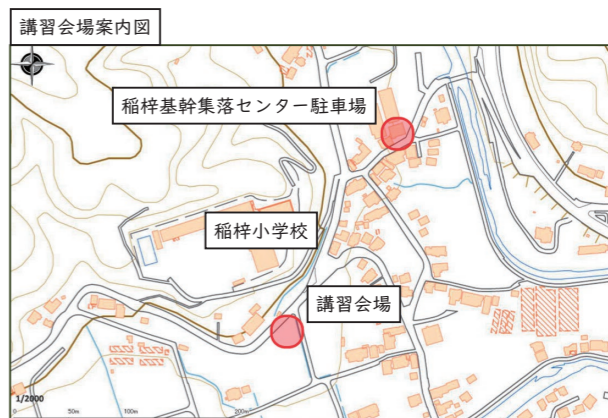 講習会場案内図
稲梓基幹集落センター駐車場
稲梓小学校
講習会場
1/2000
0 50m 100m 200m